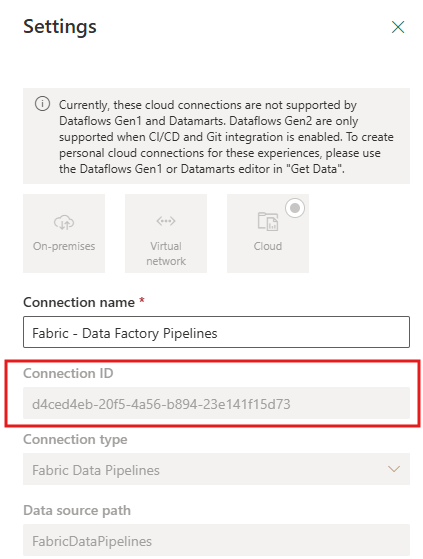 Settings
Currently, these cloud connections are not supported by
Dataflows Gen1 and Datamarts. Dataflows Gen2 are only
supported when CI/CD and Git integration is enabled. To create
personal cloud connections for these experiences, please use
the Dataflows Gen1 or Datamarts editor in "Get Data".
On-premises
Virtual
network
Cloud
Connection name *
Fabric - Data Factory Pipelines
Connection ID
d4ced4eb-20f5-4a56-b894-23e141f15d73
Connection type
Fabric Data Pipelines
Data source path
FabricDataPipelines